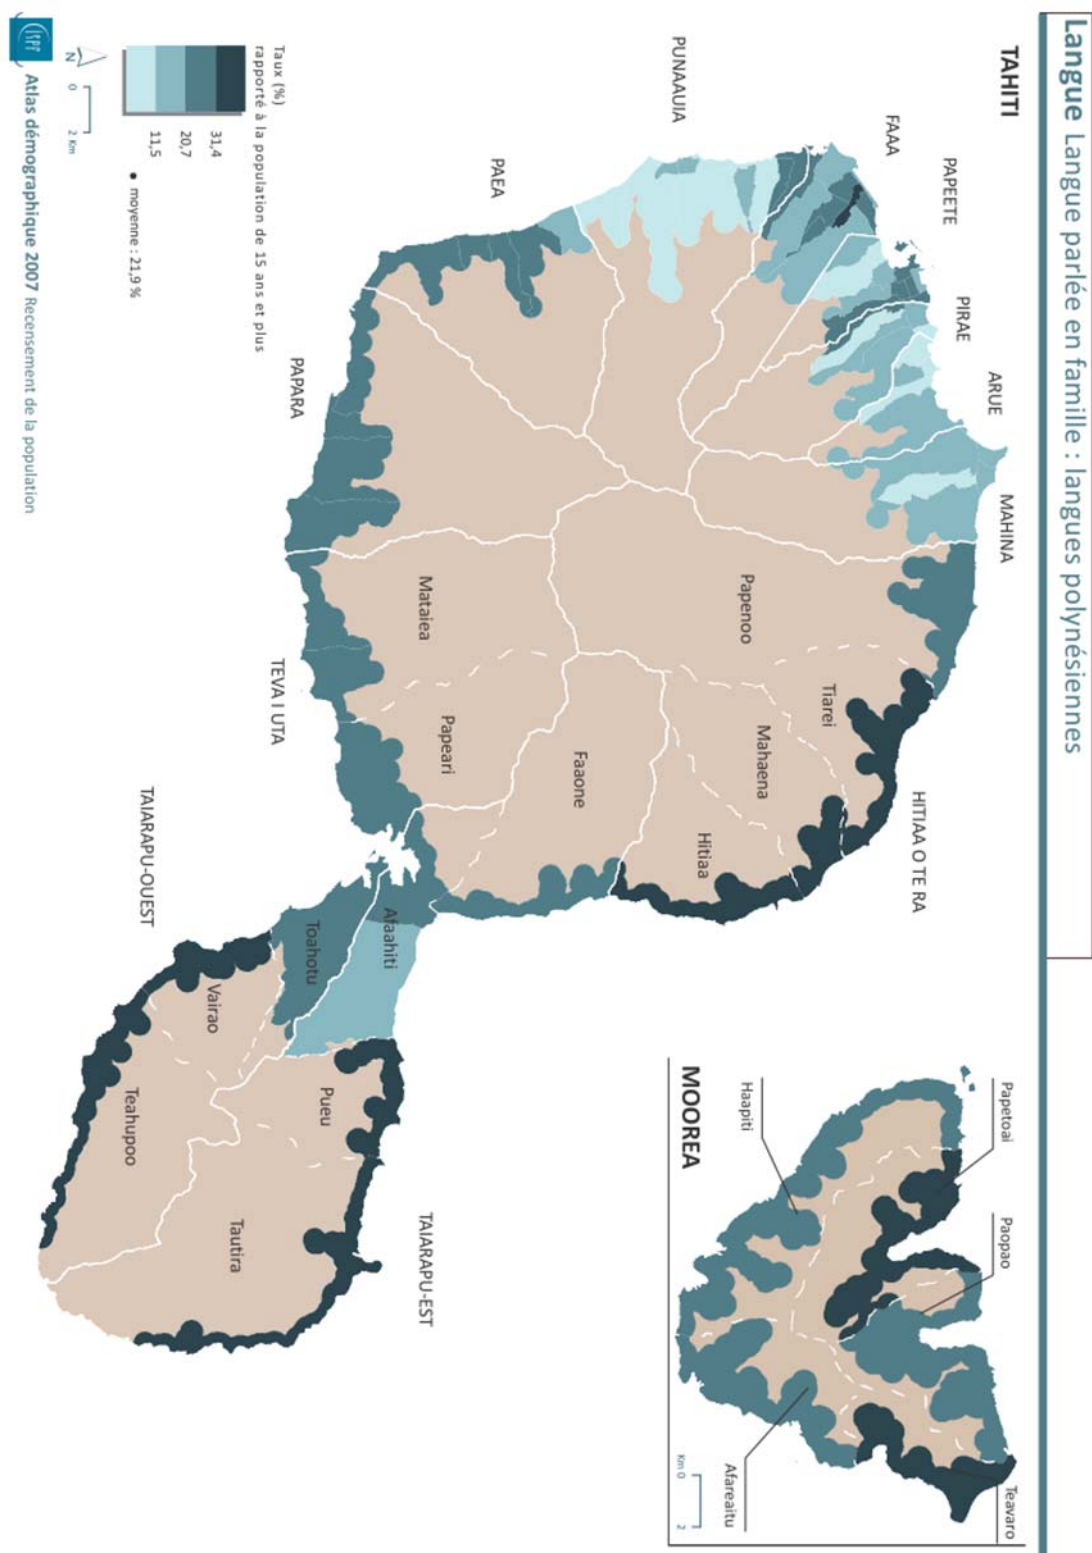 Langue Langue parlée en famille : langues polynésiennes
TAHITI
PUNAAUIA
FAAA
PAPEETE
PIRAE
ARUE
MAHINA
PAEA
PAPARA
TEVA I UTA
HITIAA O TE RA
TAIARAPU-OUEST
TAIARAPU-EST
Papenoo
Tiarei
Mahaena
Hitiaa
Faaone
Mataiea
Papeari
Afaahiti
Toahotu
Vairao
Teahupoo
Pueu
Tautira
MOOREA
Papetoai
Paopao
Haapiti
Afareaitu
Teavaro
Km 0 2
Taux (%)
rapporté à la population de 15 ans et plus
31,4
20,7
11,5
• moyenne : 21,9 %
N
0 2 Km
ISPF
Atlas démographique 2007 Recensement de la population